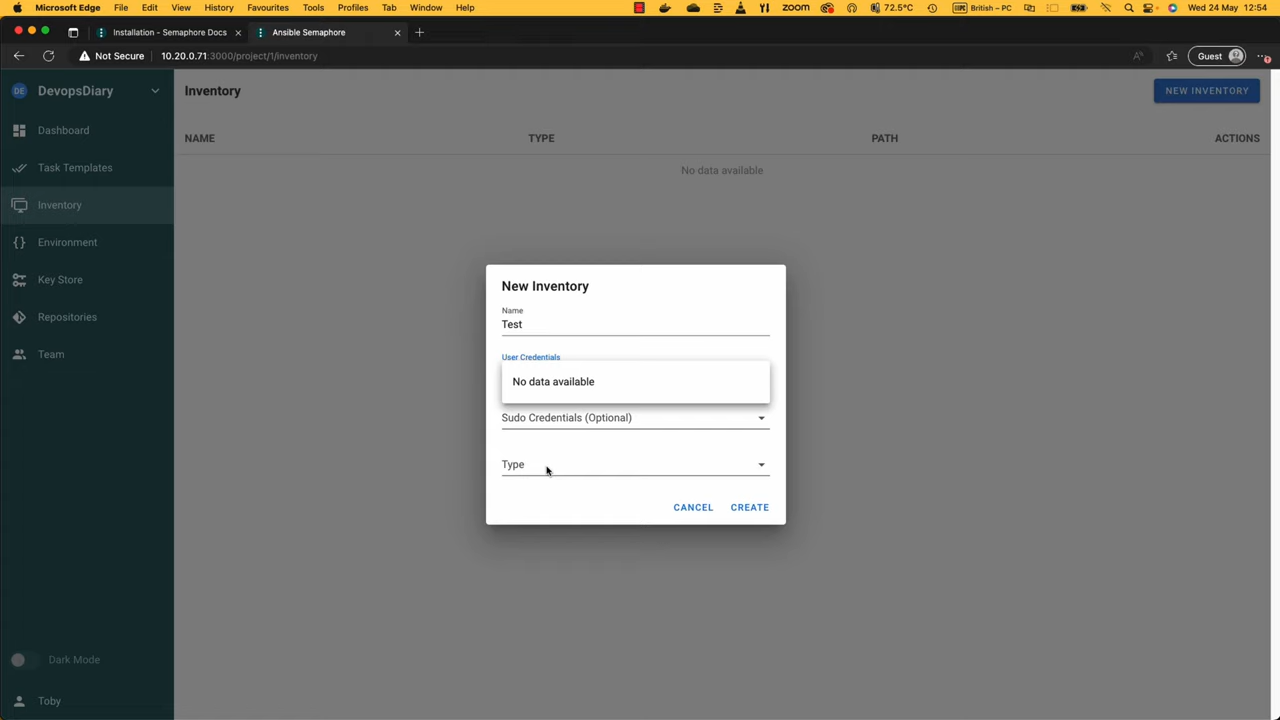 Microsoft Edge File Edit View History Favourites Tools Profiles Tab Window Help zoom 72.5°C British – PC Wed 24 May 12:54
Installation - Semaphore Docs Ansible Semaphore
Not Secure 10.20.0.71:3000/project/1/inventory Guest
DE DevopsDiary
Inventory
NEW INVENTORY
Dashboard
NAME TYPE PATH ACTIONS
Task Templates
No data available
Inventory
Environment
Key Store
Repositories
Team
New Inventory
Name
Test
User Credentials
No data available
Sudo Credentials (Optional)
Type
CANCEL CREATE
Dark Mode
Toby